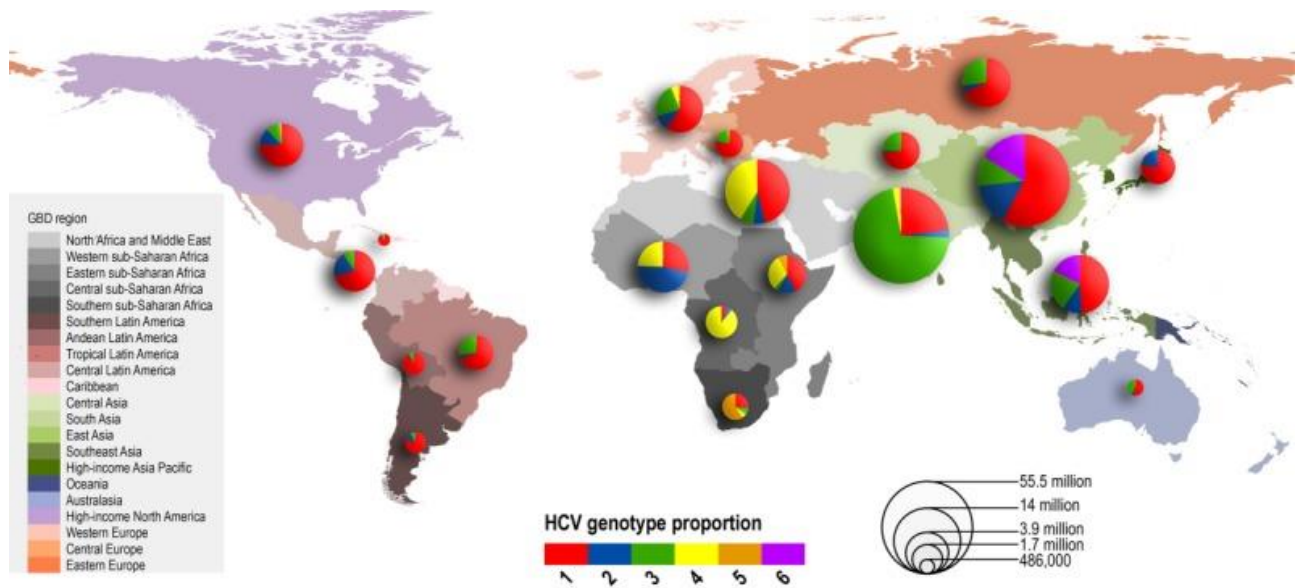 GBD region
North Africa and Middle East
Western sub-Saharan Africa
Eastern sub-Saharan Africa
Central sub-Saharan Africa
Southern sub-Saharan Africa
Southern Latin America
Andean Latin America
Tropical Latin America
Central Latin America
Caribbean
Central Asia
South Asia
East Asia
Southeast Asia
High-income Asia Pacific
Oceania
Australasia
High-income North America
Western Europe
Central Europe
Eastern Europe
HCV genotype proportion
1 2 3 4 5 6
55.5 million
14 million
3.9 million
1.7 million
486,000